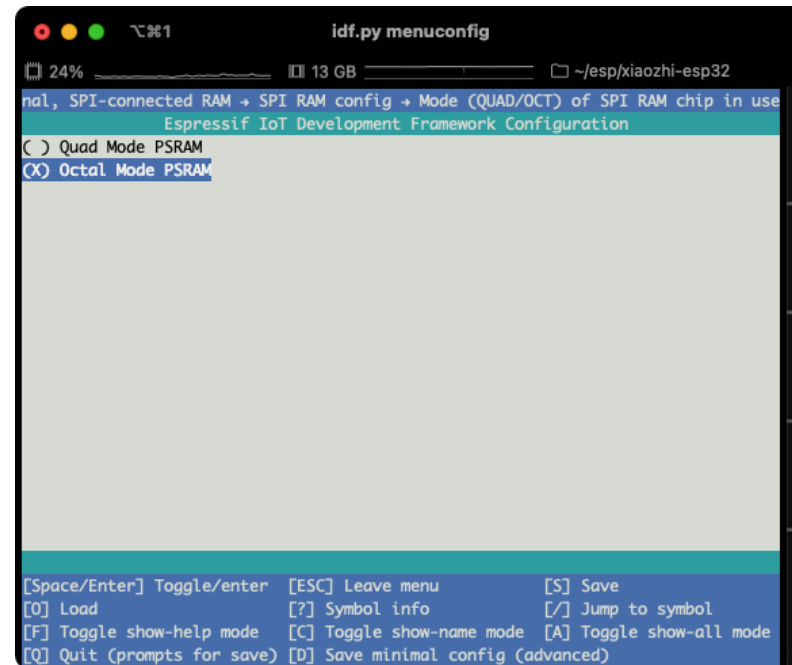 ⌥⌘1 idf.py menuconfig
24% 13 GB ~/esp/xiaozhi-esp32
nal, SPI-connected RAM → SPI RAM config → Mode (QUAD/OCT) of SPI RAM chip in use
Espressif IoT Development Framework Configuration
( ) Quad Mode PSRAM
(X) Octal Mode PSRAM
[Space/Enter] Toggle/enter [ESC] Leave menu [S] Save
[O] Load [?] Symbol info [/] Jump to symbol
[F] Toggle show-help mode [C] Toggle show-name mode [A] Toggle show-all mode
[Q] Quit (prompts for save) [D] Save minimal config (advanced)